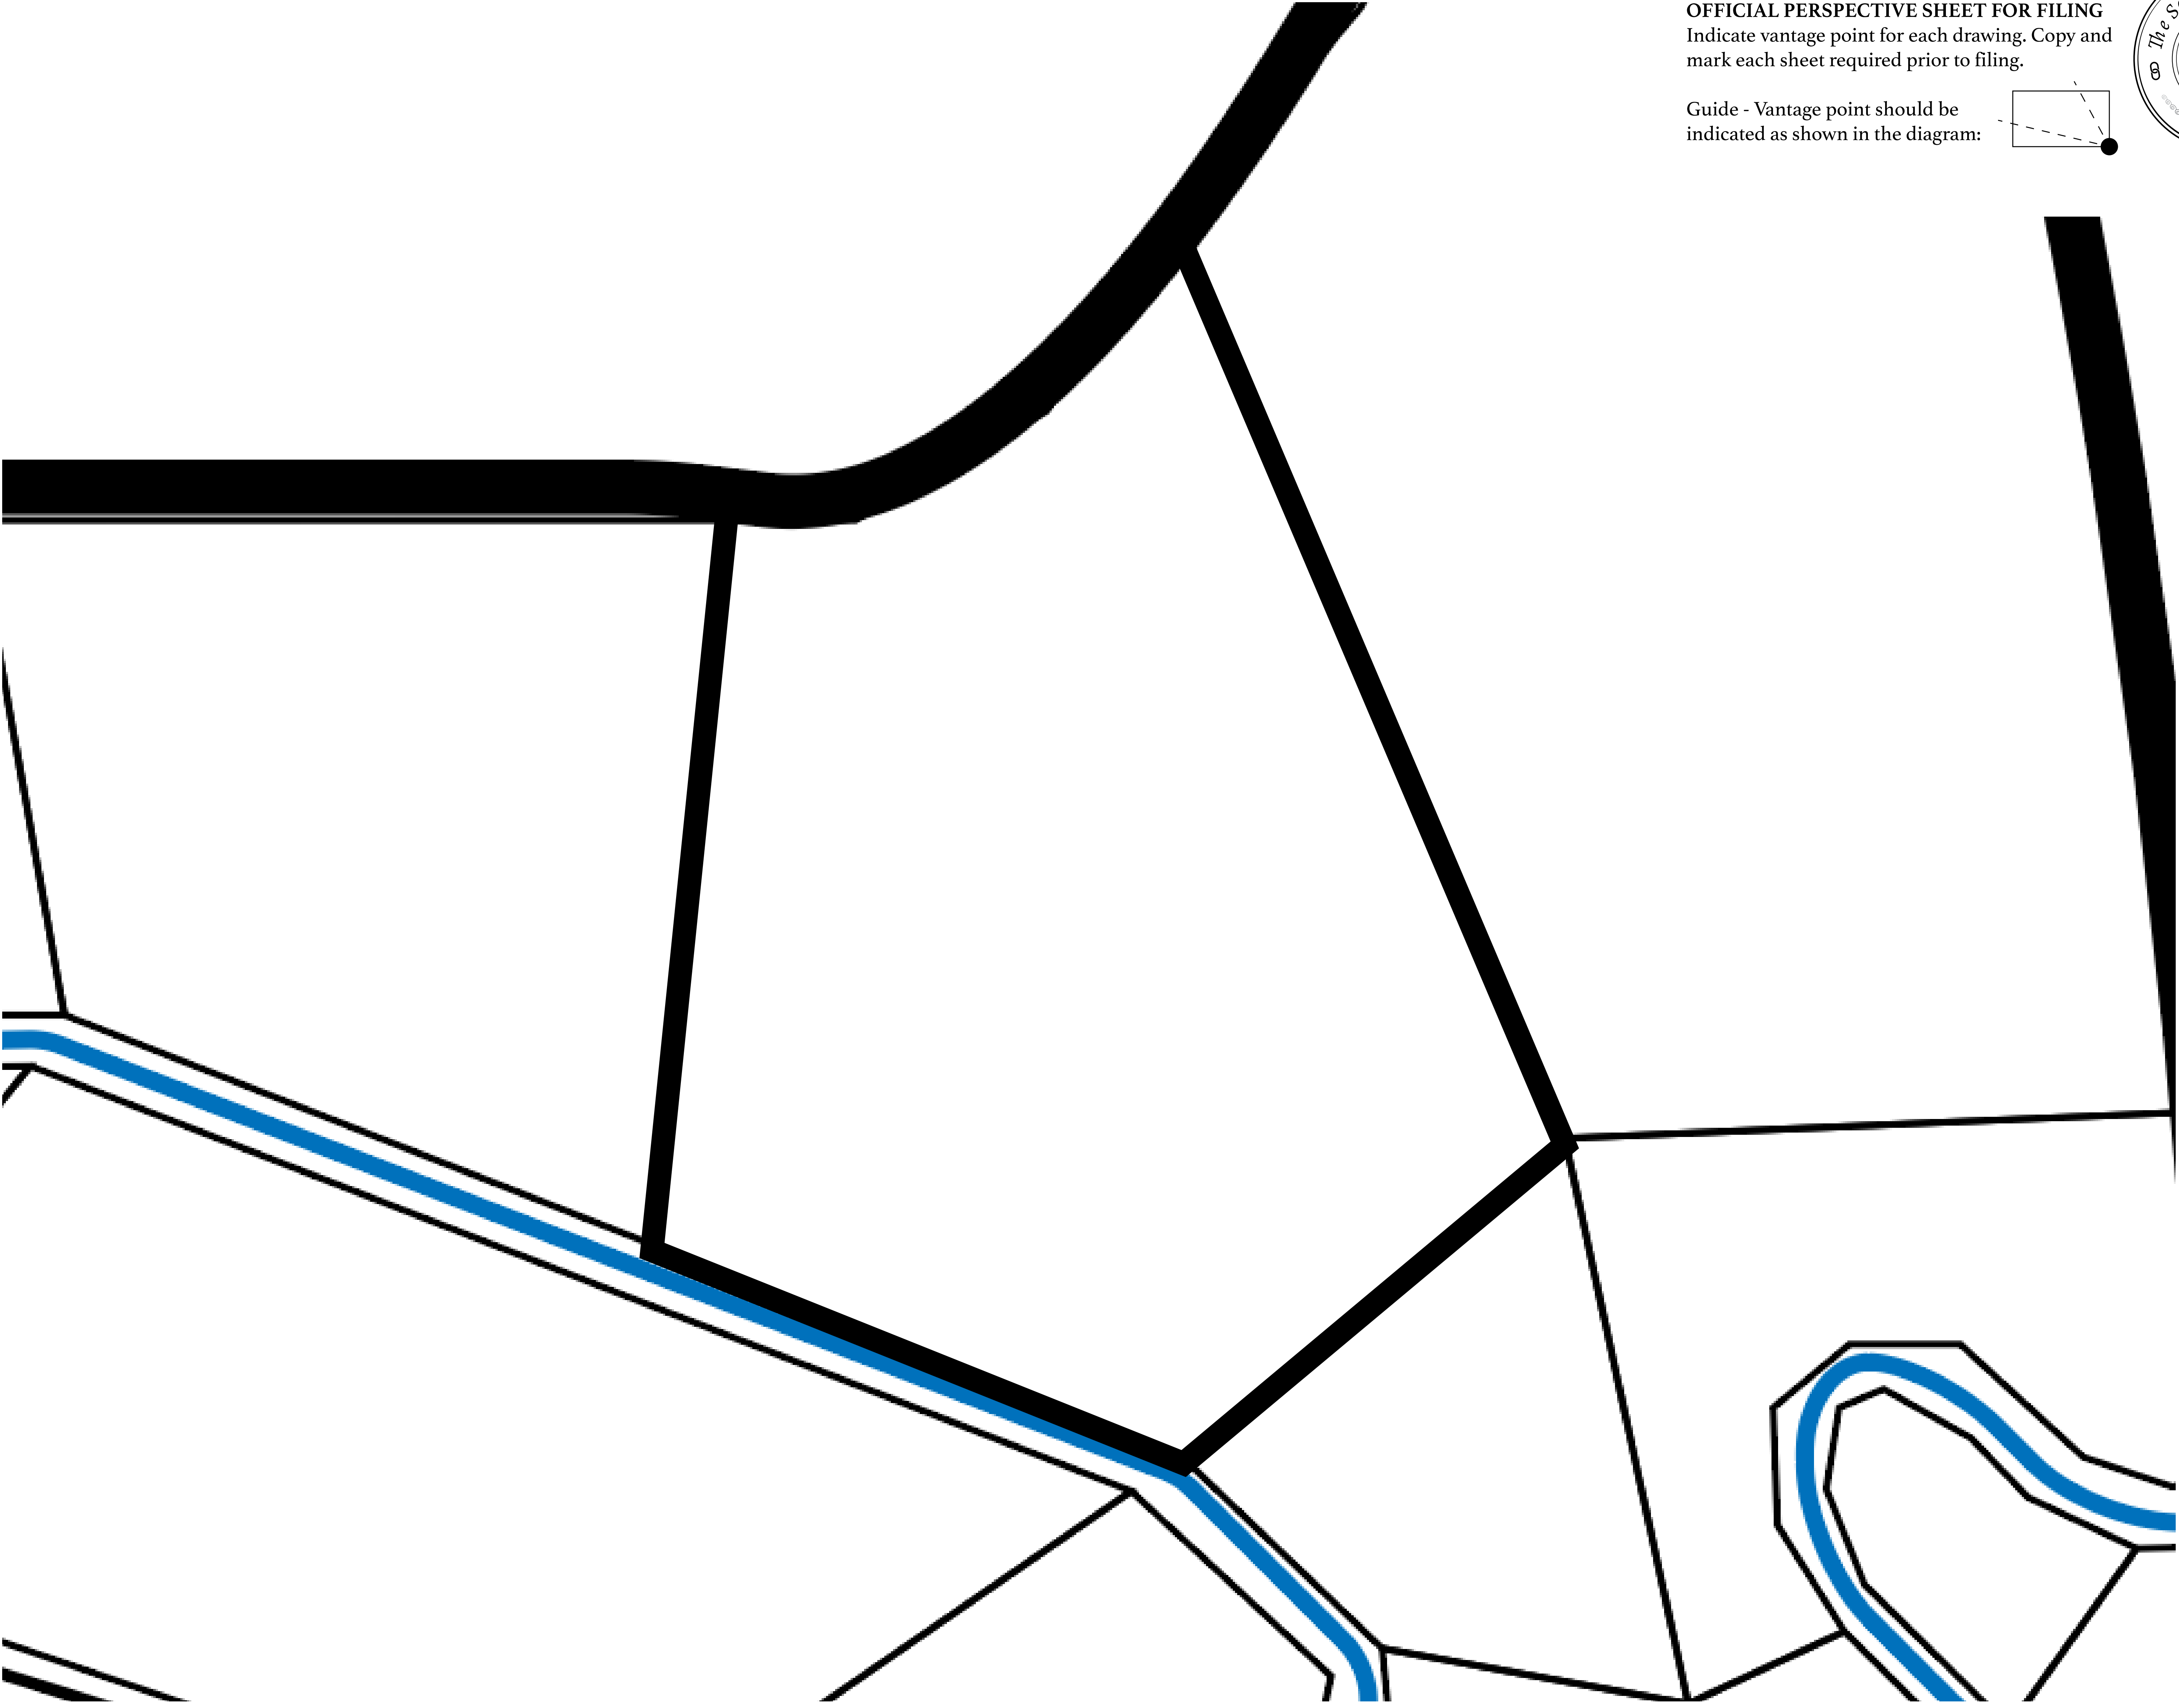 OFFICIAL PERSPECTIVE SHEET FOR FILING
Indicate vantage point for each drawing. Copy and
mark each sheet required prior to filing.
Guide - Vantage point should be
indicated as shown in the diagram:
The